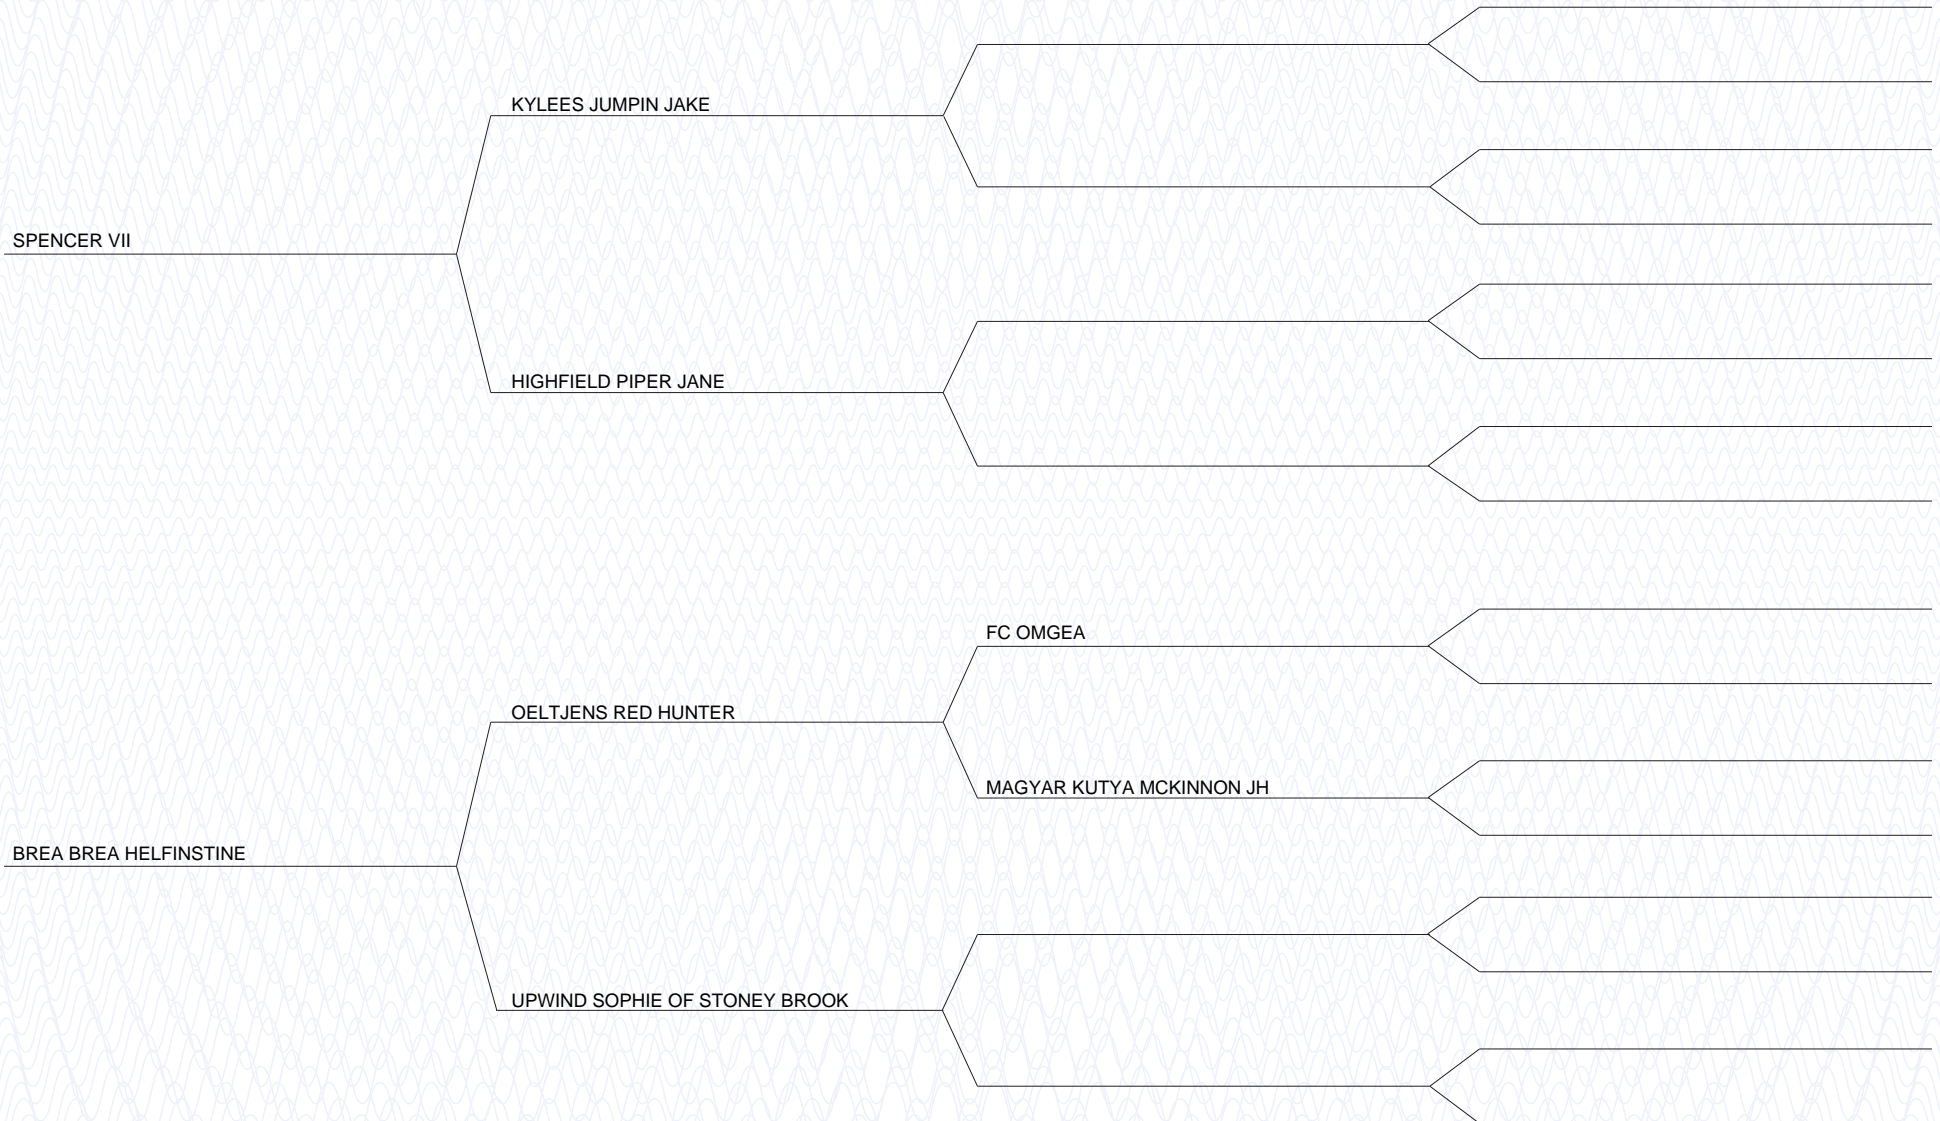 KYLEES JUMPIN JAKE
SPENCER VII
HIGHFIELD PIPER JANE
FC OMGEA
OELTJENS RED HUNTER
MAGYAR KUTYA MCKINNON JH
BREA BREA HELFINSTINE
UPWIND SOPHIE OF STONEY BROOK